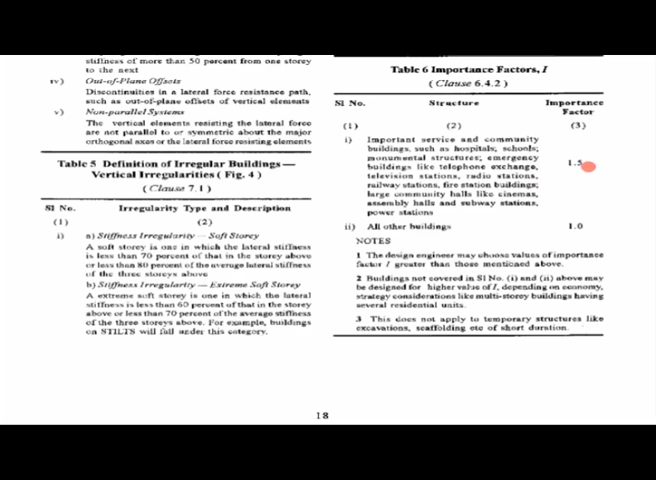 stiffness of more than 50 percent from one storey
to the next
iv) Out-of-Plane Offsets
Discontinuities in a lateral force resistance path,
such as out-of-plane offsets of vertical elements
v) Non-parallel Systems
The vertical elements resisting the lateral force
are not parallel to or symmetric about the major
orthogonal axes or the lateral force resisting elements
Table 5 Definition of Irregular Buildings —
Vertical Irregularities ( Fig. 4 )
( Clause 7.1 )
Sl No. Irregularity Type and Description
(1) (2)
i) a) Stiffness Irregularity — Soft Storey
A soft storey is one in which the lateral stiffness
is less than 70 percent of that in the storey above
or less than 80 percent of the average lateral stiffness
of the three storeys above
b) Stiffness Irregularity — Extreme Soft Storey
A extreme soft storey is one in which the lateral
stiffness is less than 60 percent of that in the storey
above or less than 70 percent of the average stiffness
of the three storeys above. For example, buildings
on STILTS will fall under this category.
Table 6 Importance Factors, I
( Clause 6.4.2 )
Sl No. Structure Importance
Factor
(1) (2) (3)
i) Important service and community
buildings, such as hospitals; schools;
monumental structures; emergency
buildings like telephone exchange, 1.5
television stations, radio stations,
railway stations, fire station buildings;
large community halls like cinemas,
assembly halls and subway stations,
power stations
ii) All other buildings 1.0
NOTES
1 The design engineer may choose values of importance
factor I greater than those mentioned above.
2 Buildings not covered in Sl No. (i) and (ii) above may
be designed for higher value of I, depending on economy,
strategy considerations like multi-storey buildings having
several residential units.
3 This does not apply to temporary structures like
excavations, scaffolding etc of short duration.
18